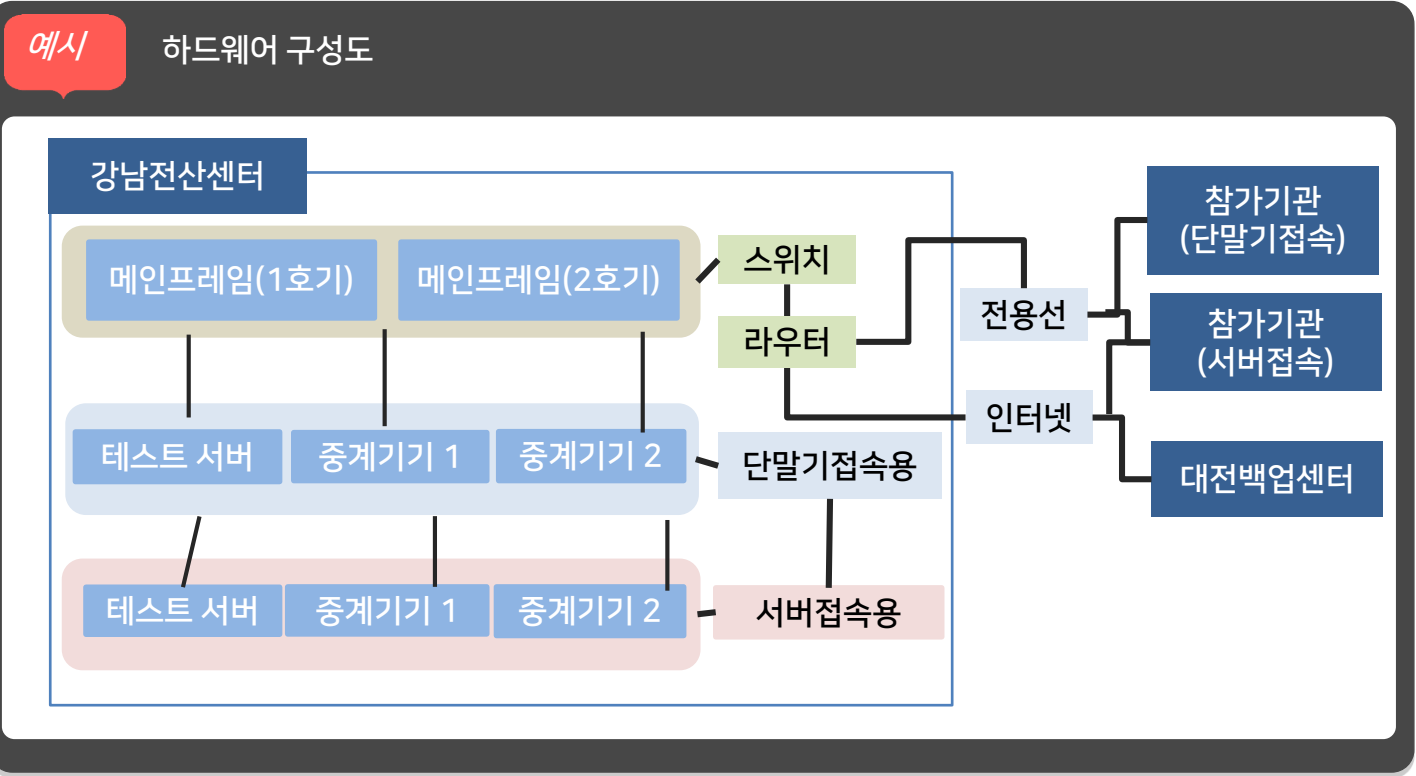 예시
하드웨어 구성도
강남전산센터
메인프레임(1호기)
메인프레임(2호기)
스위치
라우터
테스트 서버
중계기기 1
중계기기 2
단말기접속용
테스트 서버
중계기기 1
중계기기 2
서버접속용
전용선
인터넷
참가기관
(단말기접속)
참가기관
(서버접속)
대전백업센터